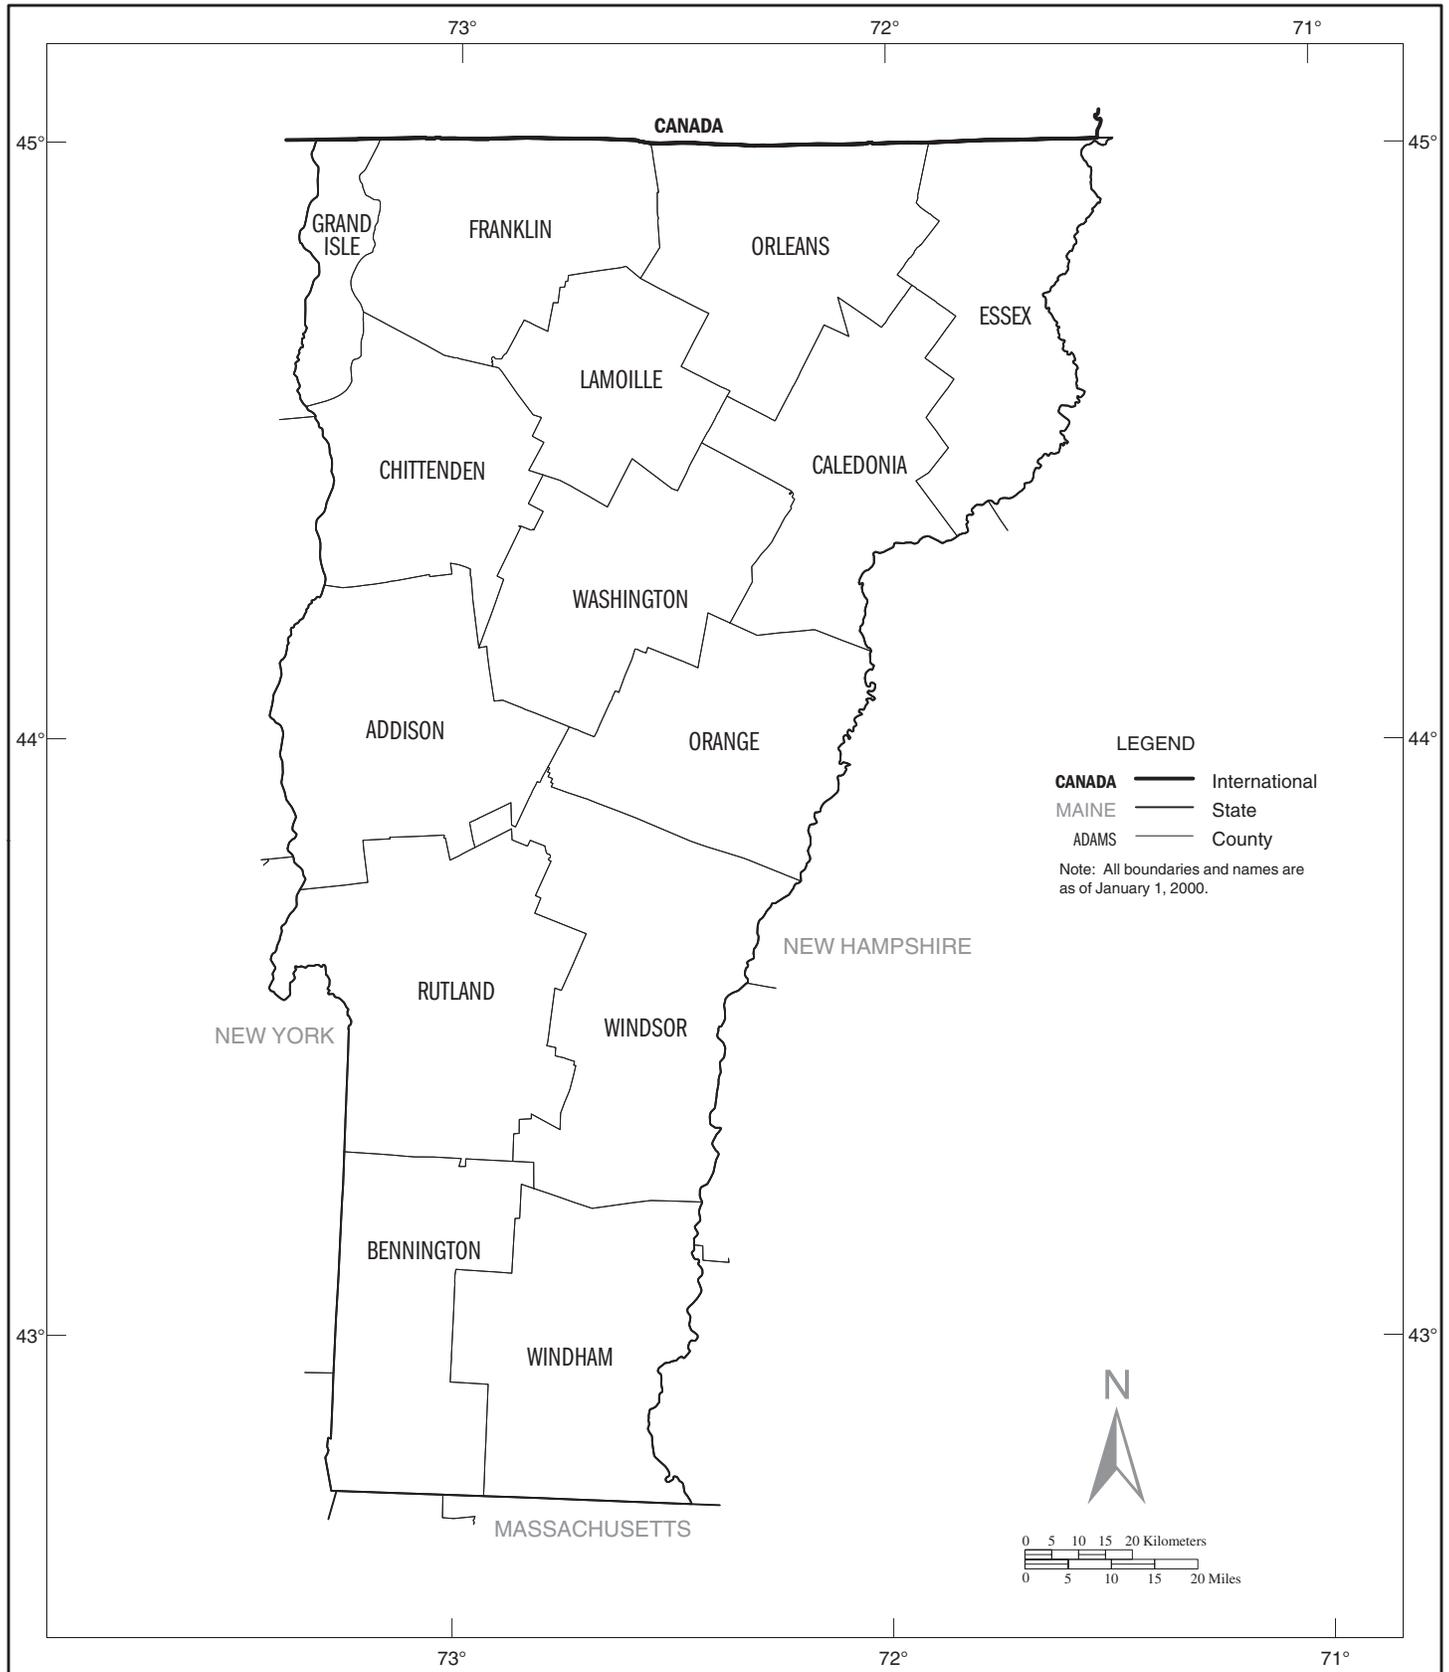 73°
72°
71°
CANADA
45°
45°
GRAND
ISLE
FRANKLIN
ORLEANS
ESSEX
LAMOILLE
CHITTENDEN
CALEDONIA
WASHINGTON
ADDISON
ORANGE
44°
44°
LEGEND
CANADA International
MAINE State
ADAMS County
Note: All boundaries and names are
as of January 1, 2000.
NEW HAMPSHIRE
RUTLAND
WINDSOR
NEW YORK
BENNINGTON
43°
43°
WINDHAM
N
MASSACHUSETTS
0 5 10 15 20 Kilometers
0 5 10 15 20 Miles
73°
72°
71°